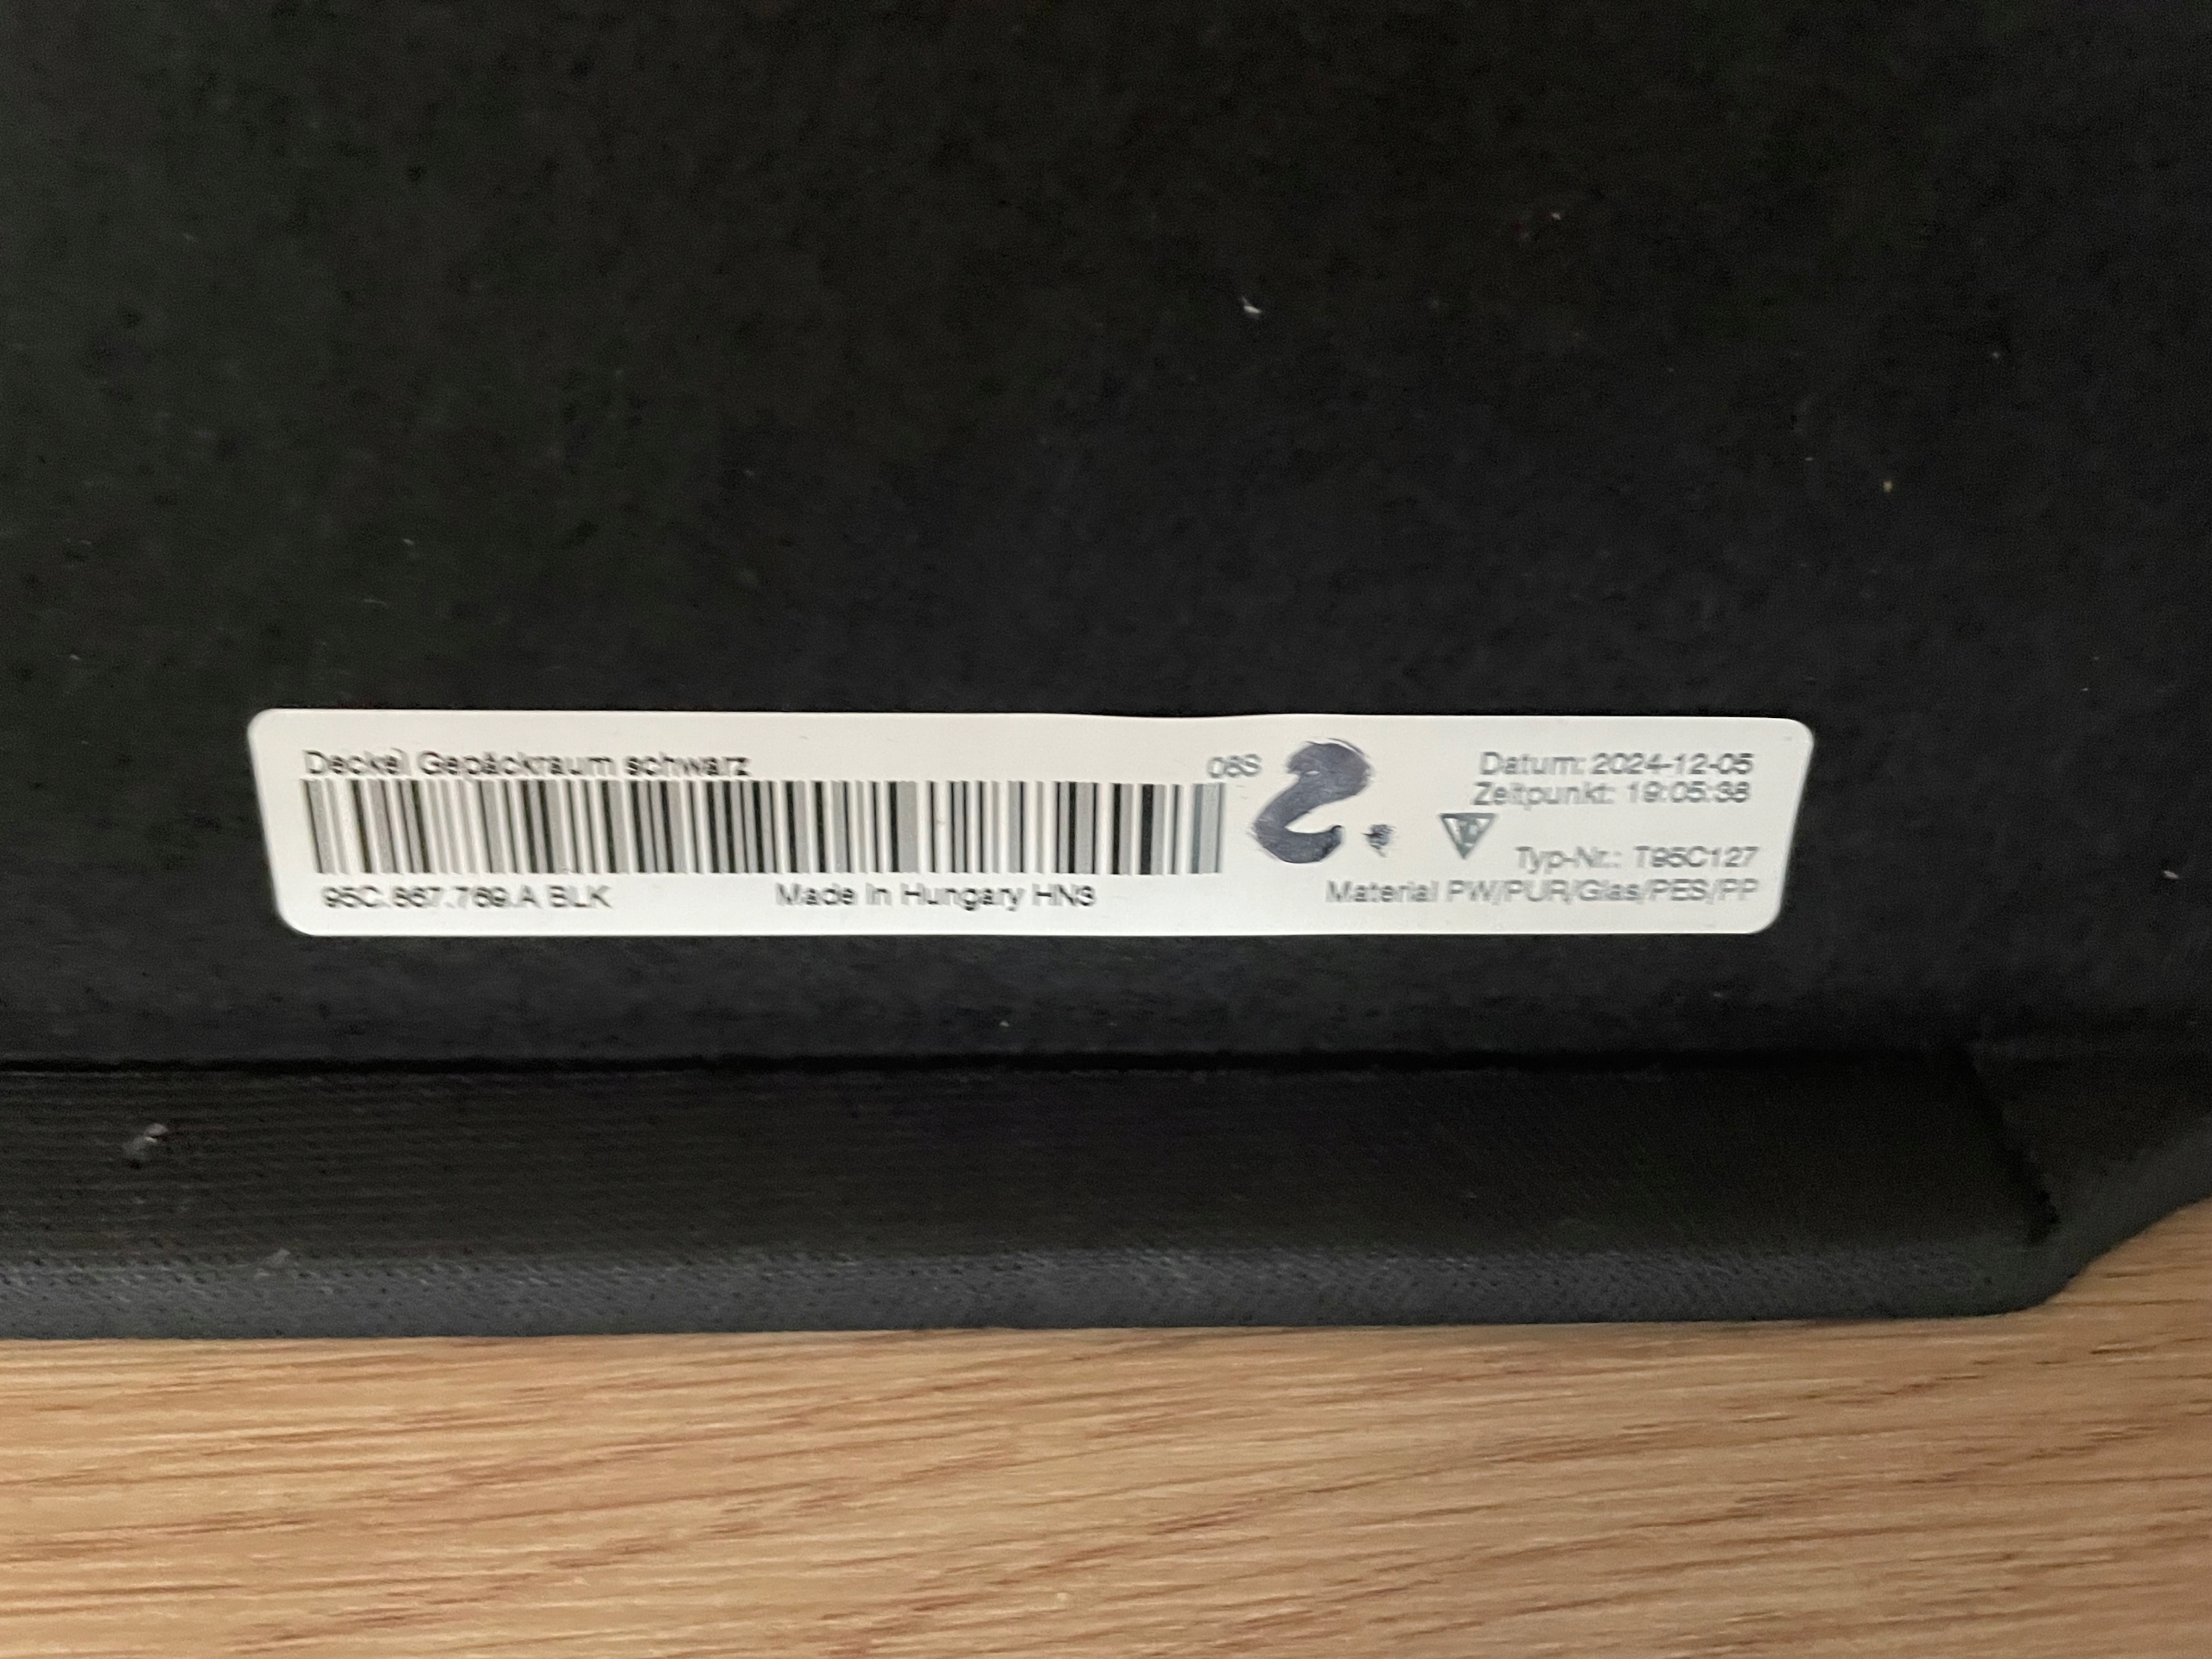 Deckel Gepäckraum schwarz
2.
Datum: 2024-12-05
Zeitpunkt: 19:05:38
Typ-Nr.: T95C127
95C.867.769.A BLK
Made in Hungary HN3
Material PW/PUR/Glas/PES/PP